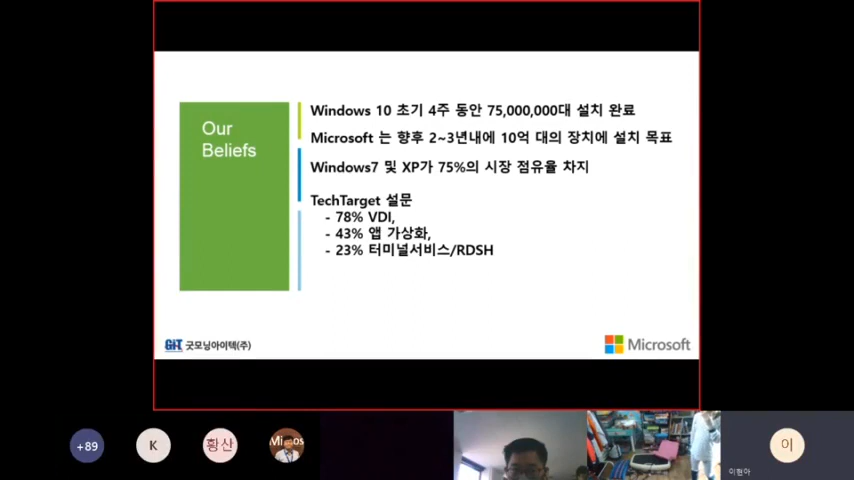 Our
Beliefs
Windows 10 초기 4주 동안 75,000,000대 설치 완료
Microsoft 는 향후 2~3년내에 10억 대의 장치에 설치 목표
Windows7 및 XP가 75%의 시장 점유율 차지
TechTarget 설문
- 78% VDI,
- 43% 앱 가상화,
- 23% 터미널서비스/RDSH
GIT 굿모닝아이텍(주)
Microsoft
+89
K
황산
이
이현아